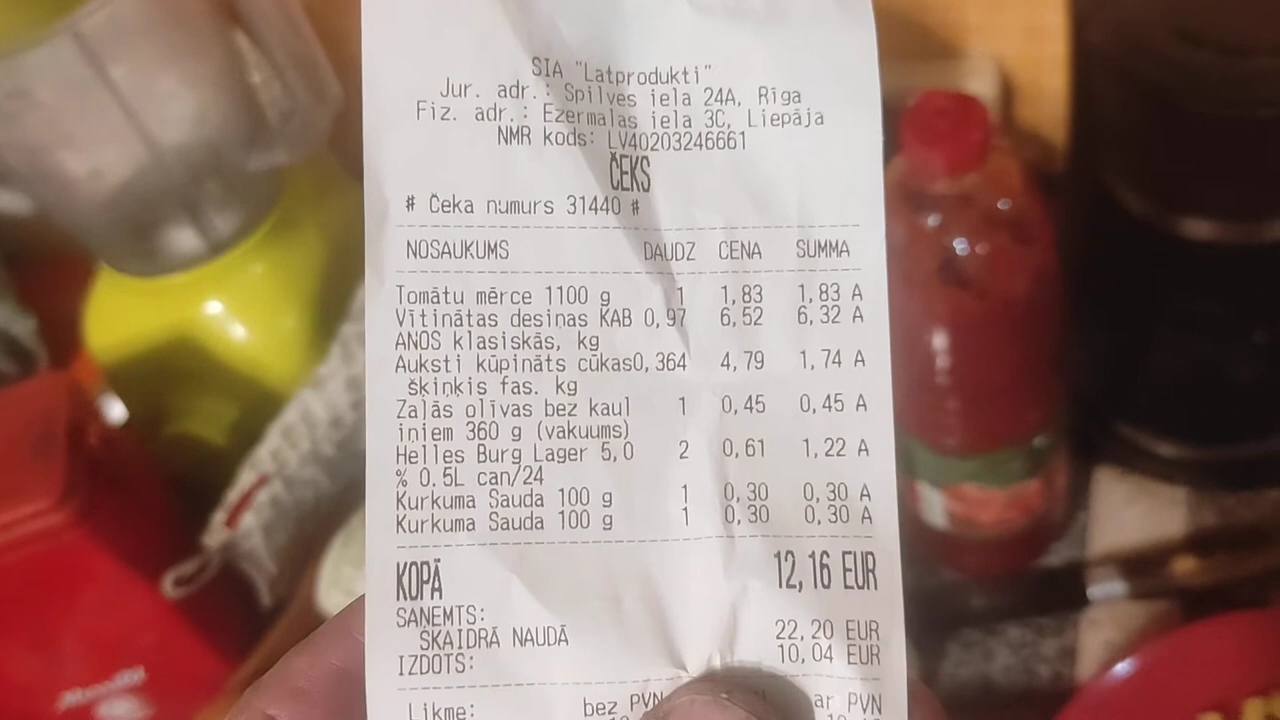 SIA "Latprodukti"
Jur. adr.: Spilves iela 24A, Rīga
Fiz. adr.: Ezermalas iela 3C, Liepāja
NMR kods: LV40203246661
ČEKS
# Čeka numurs 31440 #
NOSAUKUMS DAUDZ CENA SUMMA
Tomātu mērce 1100 g 1 1,83 1,83 A
Vītinātas desiņas KAB 0,97 6,52 6,32 A
ANOS klasiskās, kg
Auksti kūpināts cūkas0,364 4,79 1,74 A
šķiņķis fas. kg
Zaļās olīvas bez kaul 1 0,45 0,45 A
iņiem 360 g (vakuums)
Helles Burg Lager 5,0 2 0,61 1,22 A
% 0.5L can/24
Kurkuma Sauda 100 g 1 0,30 0,30 A
Kurkuma Sauda 100 g 1 0,30 0,30 A
KOPĀ 12,16 EUR
SAŅEMTS:
SKAIDRĀ NAUDĀ 22,20 EUR
IZDOTS: 10,04 EUR
Likme: bez PVN ar PVN